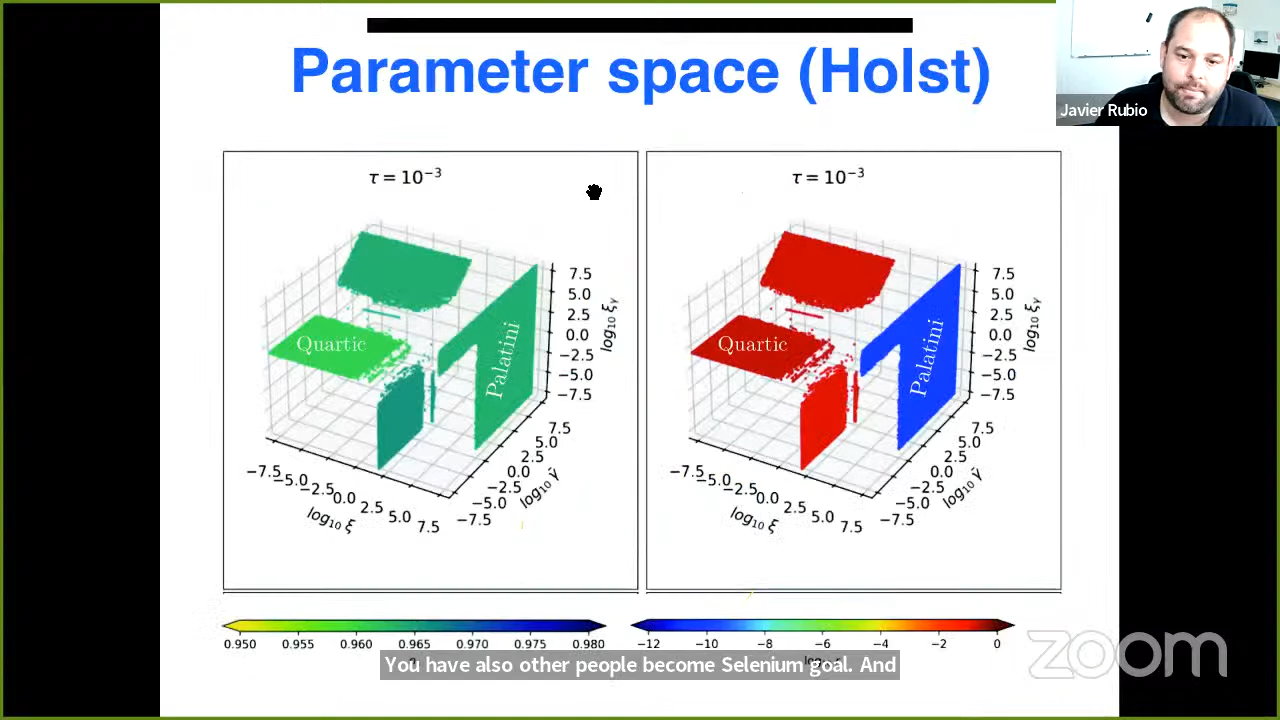 Parameter space (Holst)
Javier Rubio
τ = 10⁻³
7.5
5.0
2.5
0.0
−2.5
−5.0
−7.5
log₁₀ ξᵧ
Quartic
Palatini
−7.5
−5.0
−2.5
0.0
2.5
5.0
7.5
log₁₀ ξ
7.5
5.0
2.5
0.0
−2.5
−5.0
−7.5
τ = 10⁻³
7.5
5.0
2.5
0.0
−2.5
−5.0
−7.5
log₁₀ ξᵧ
Quartic
Palatini
−7.5
−5.0
−2.5
0.0
2.5
5.0
7.5
log₁₀ ξ
7.5
5.0
2.5
0.0
−2.5
−5.0
−7.5
0.950 0.955 0.960 0.965 0.970 0.975 0.980
−12 −10 −8 −6 −4 −2 0
You have also other people become Selenium goal. And
zoom